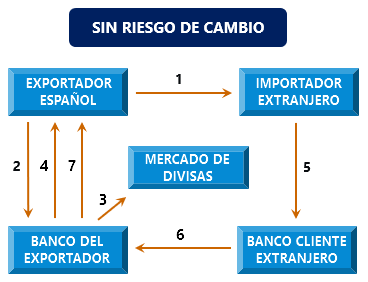 SIN RIESGO DE CAMBIO
EXPORTADOR
ESPAÑOL
1
IMPORTADOR
EXTRANJERO
2
4
7
3
MERCADO DE
DIVISAS
5
BANCO DEL
EXPORTADOR
6
BANCO CLIENTE
EXTRANJERO